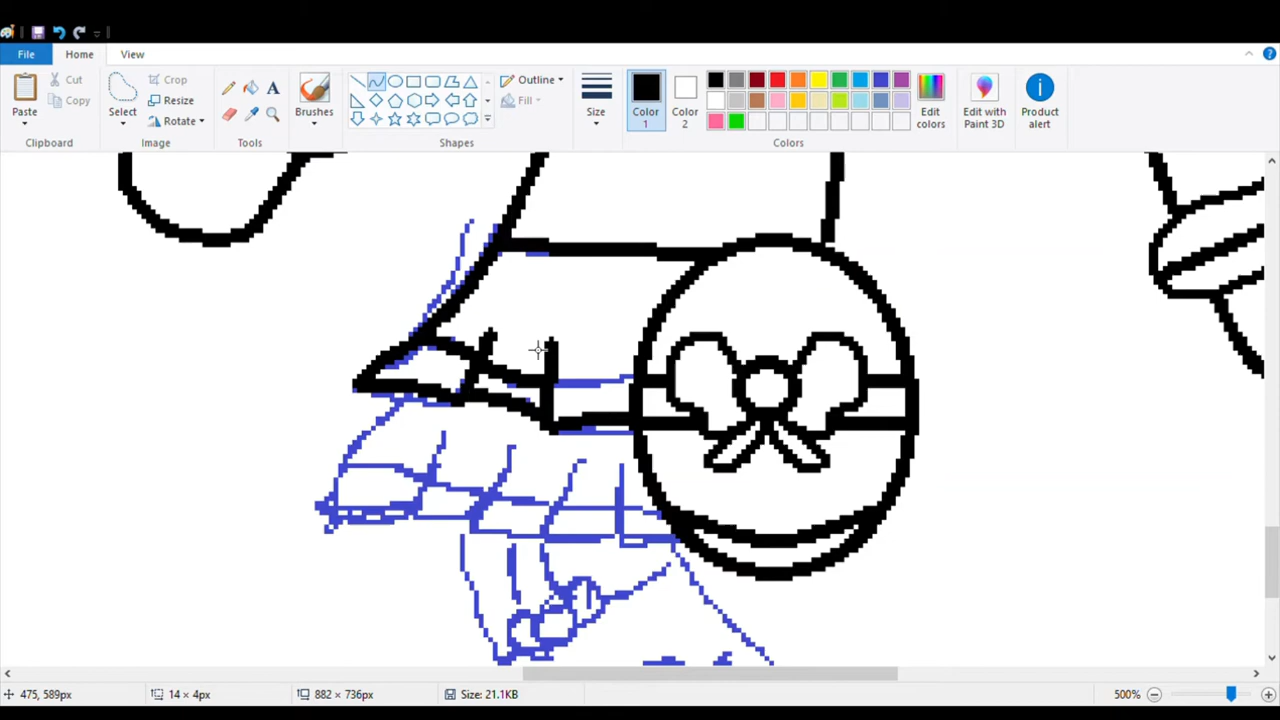 File Home View
Paste
Cut
Copy
Clipboard
Select
Crop
Resize
Rotate
Image
Tools
Brushes
Outline
Fill
Shapes
Size
Color 1
Color 2
Edit colors
Colors
Edit with Paint 3D
Product alert
475, 589px 14 × 4px 882 × 736px Size: 21.1KB 500%